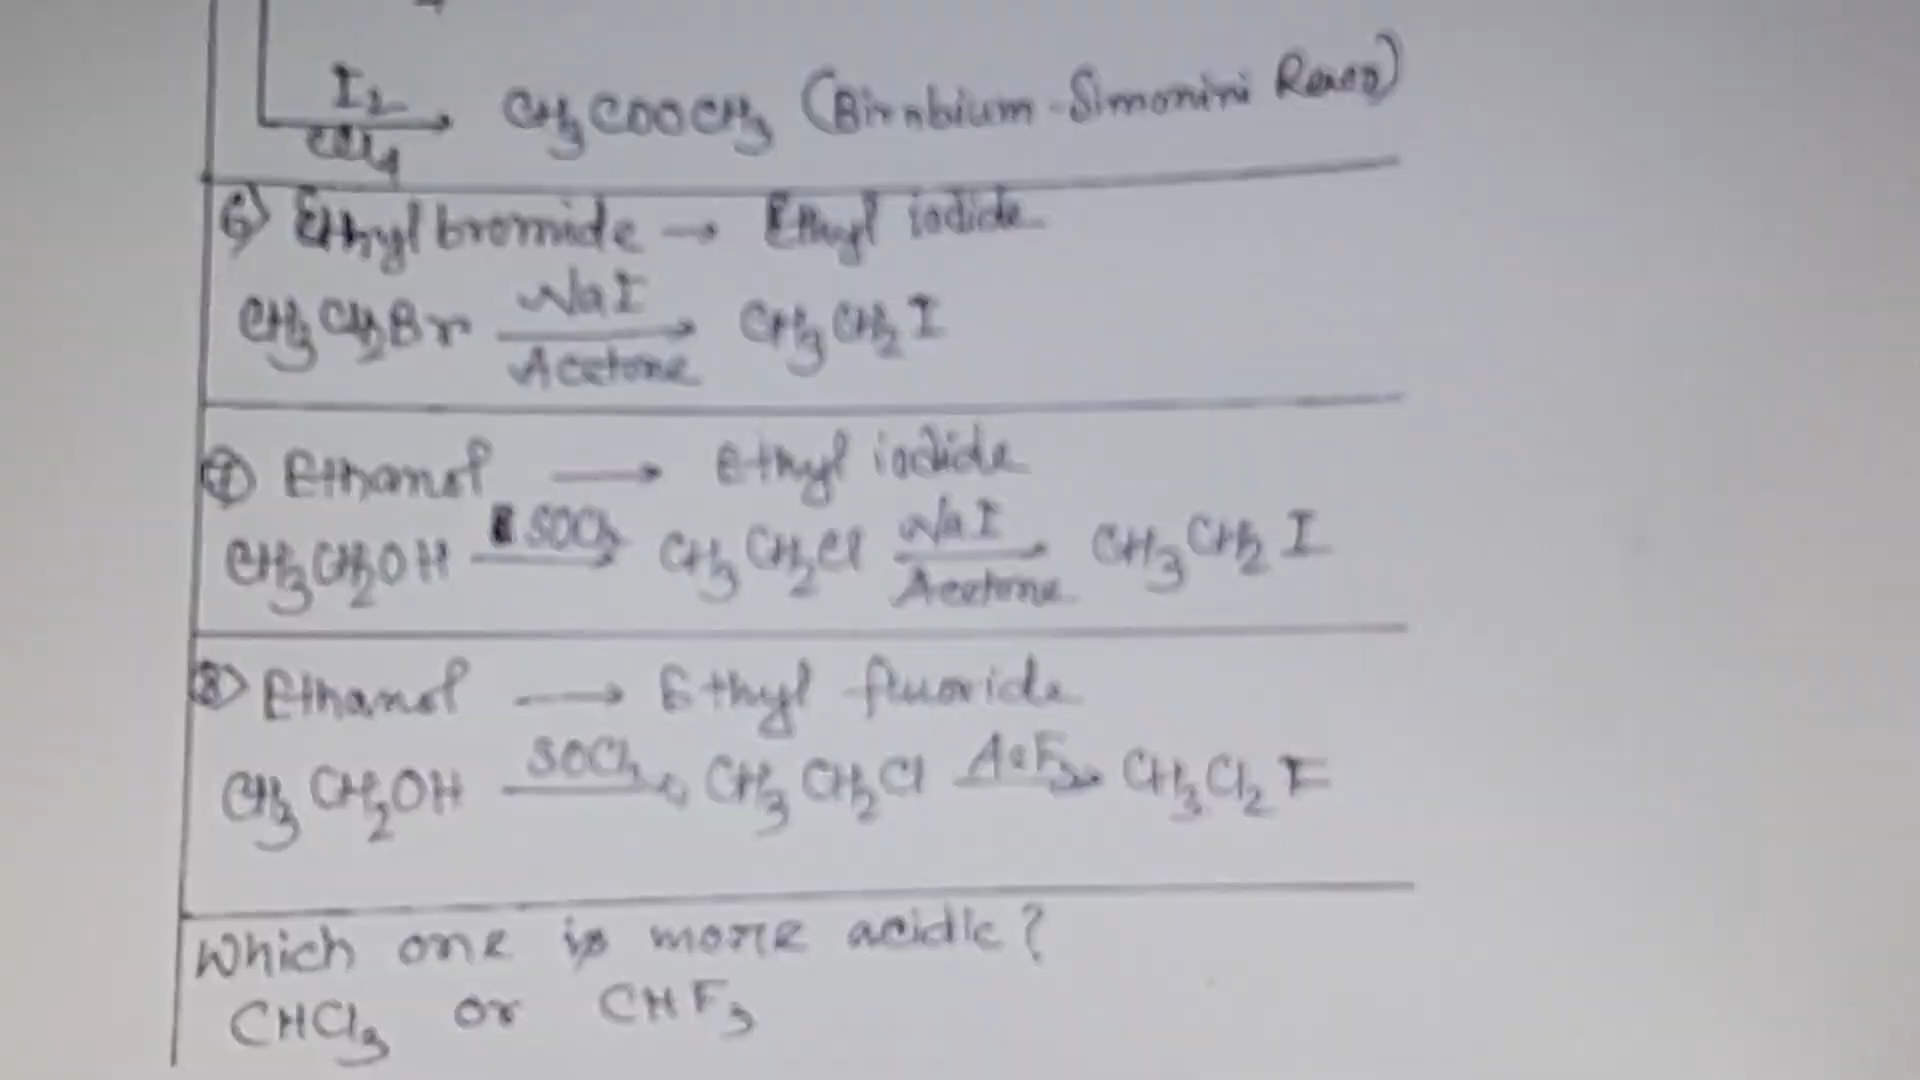 I₂
CCl₄
CH₃COOCH₃ (Birnbium-Simonini Reacn)
6) Ethyl bromide → Ethyl iodide
NaI
CH₃CH₂Br → CH₃CH₂I
Acetone
7) Ethanol → Ethyl iodide
CH₃CH₂OH SOCl₂ → CH₃CH₂Cl NaI → CH₃CH₂I
Acetone
8) Ethanol → Ethyl fluoride
CH₃CH₂OH SOCl₂ → CH₃CH₂Cl → CH₃Cl₂F
Which one is more acidic?
CHCl₃ or CHF₃